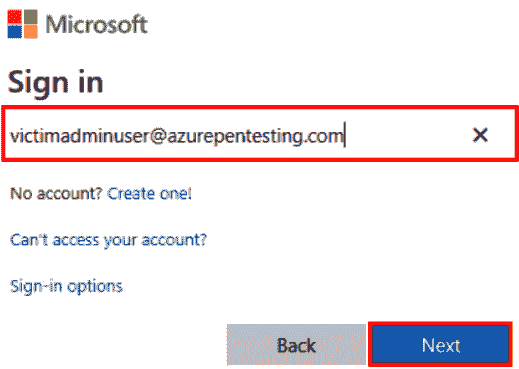 Microsoft
Sign in
victimadminuser@azurepentesting.com
No account? Create one!
Can't access your account?
Sign-in options
Back Next